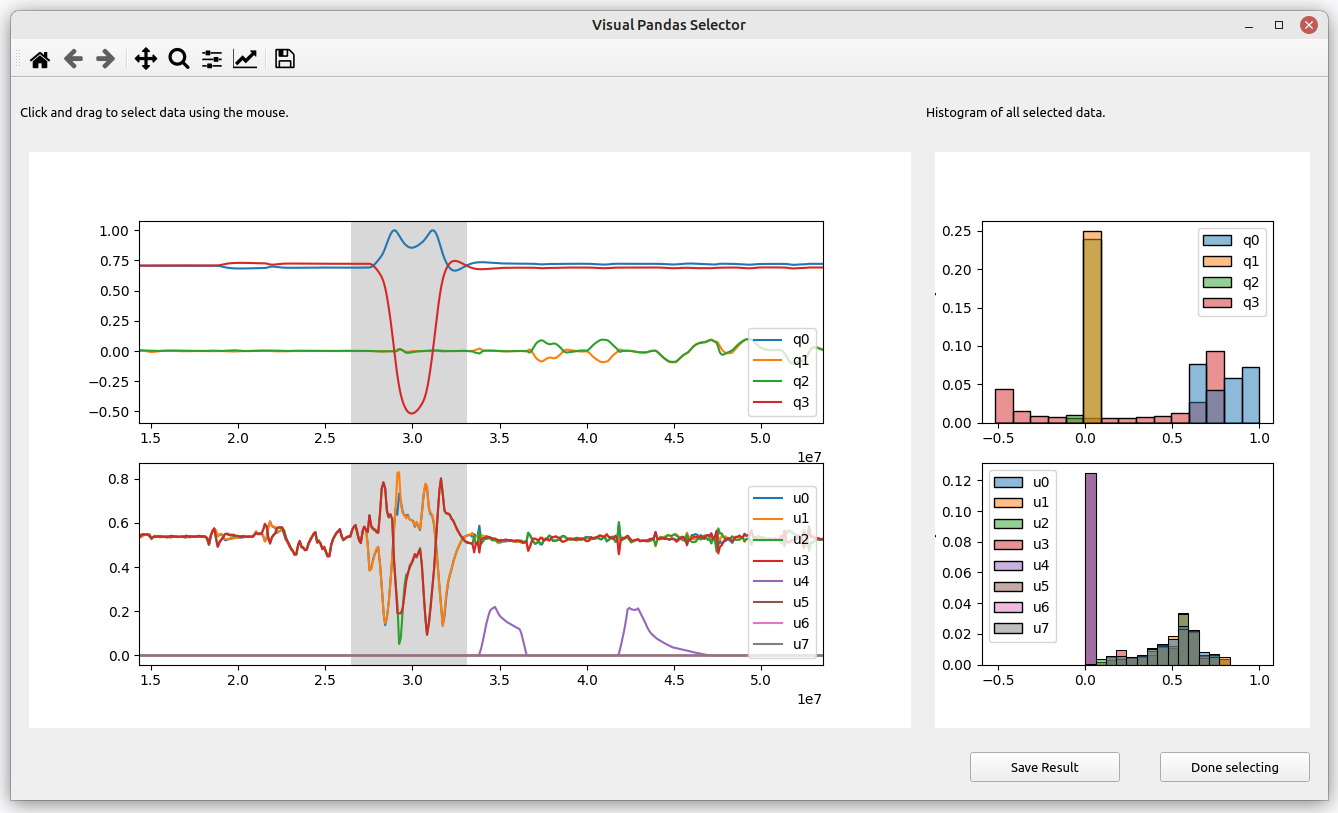 Visual Pandas Selector
Click and drag to select data using the mouse.
Histogram of all selected data.
1.00
0.75
0.50
0.25
0.00
−0.25
−0.50
1.5 2.0 2.5 3.0 3.5 4.0 4.5 5.0
1e7
q0
q1
q2
q3
0.8
0.6
0.4
0.2
0.0
1.5 2.0 2.5 3.0 3.5 4.0 4.5 5.0
1e7
u0
u1
u2
u3
u4
u5
u6
u7
0.25
0.20
0.15
0.10
0.05
0.00
−0.5 0.0 0.5 1.0
q0
q1
q2
q3
0.12
0.10
0.08
0.06
0.04
0.02
0.00
−0.5 0.0 0.5 1.0
u0
u1
u2
u3
u4
u5
u6
u7
Save Result
Done selecting